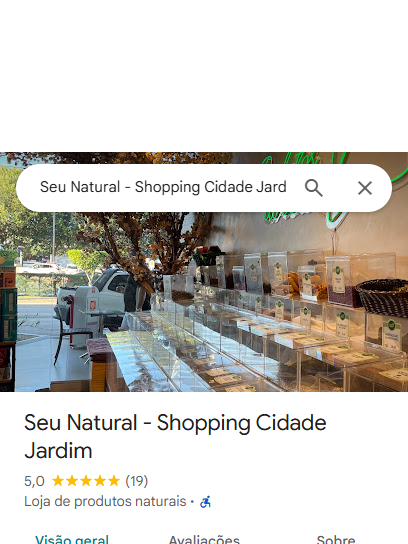 Seu Natural - Shopping Cidade Jard
Seu Natural - Shopping Cidade
Jardim
5,0 (19)
Loja de produtos naturais ·
Visão geral
Avaliações
Sobre